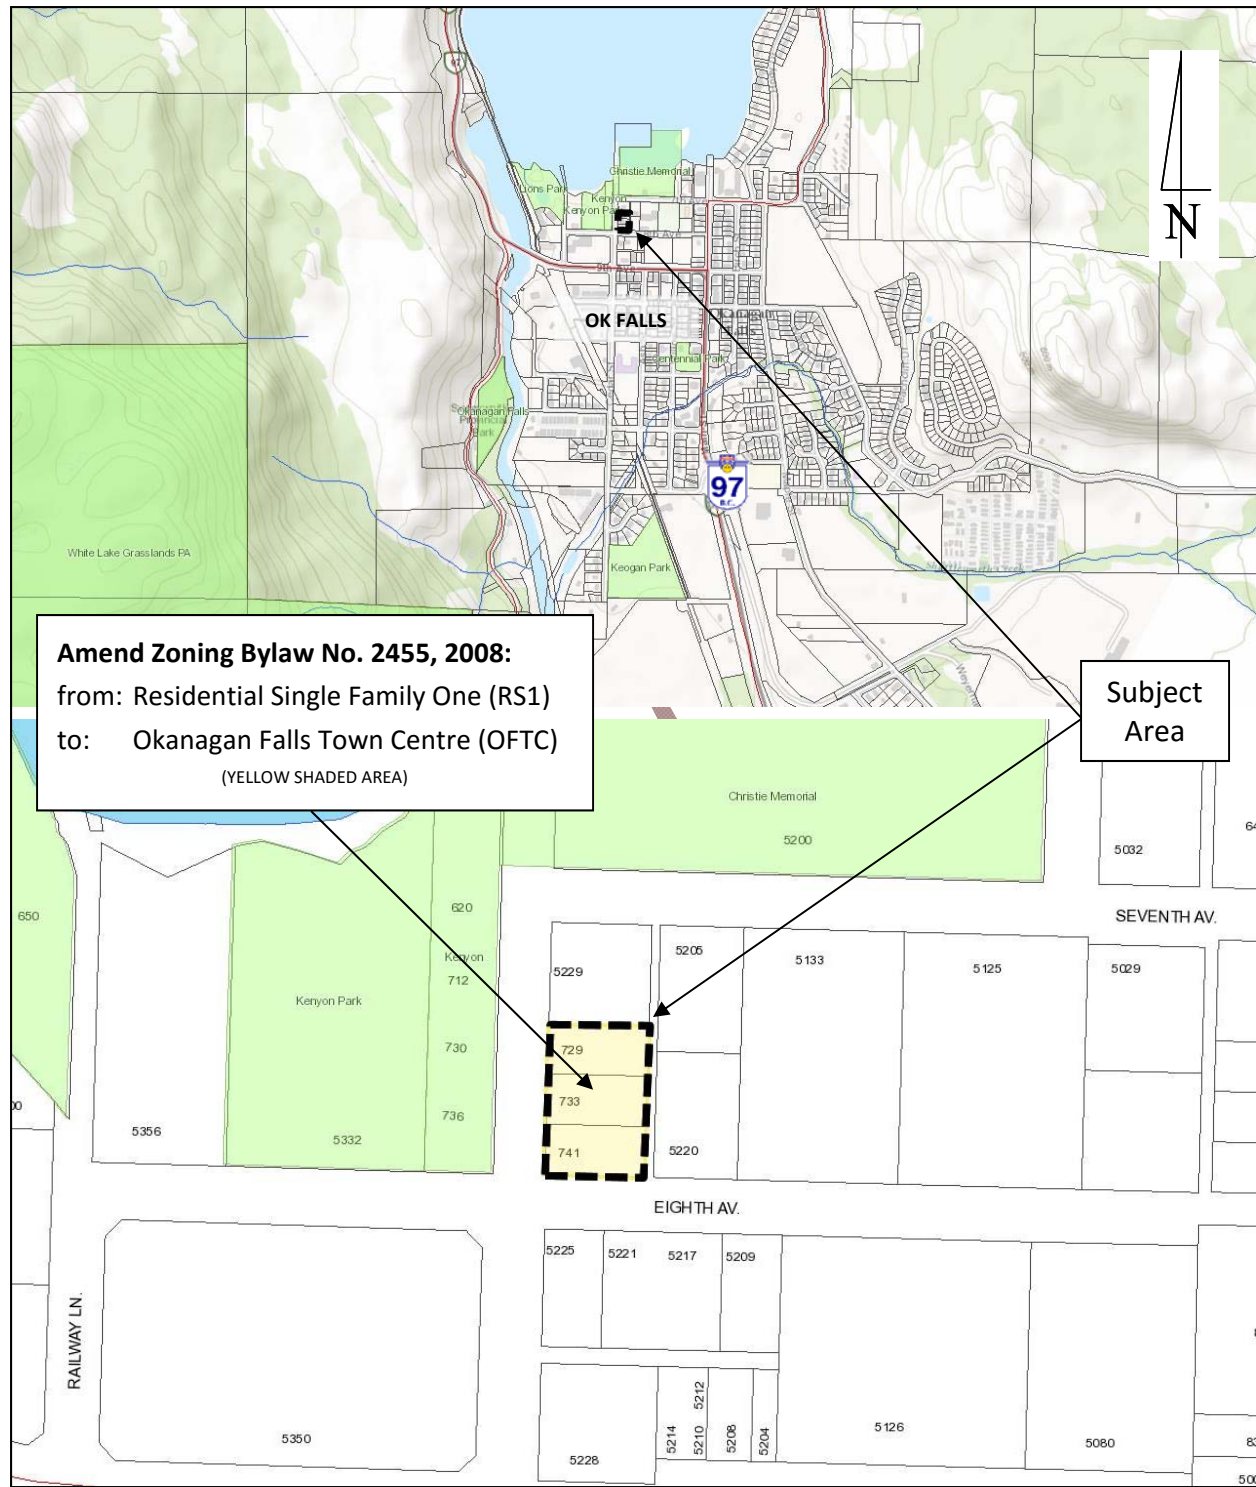 97
Christie Memorial
Lions Park
Kenyon
Kenyon Park
9th Ave
N
OK FALLS
Centennial Park
Okanagan Falls
Provincial
Park
97
B.C.
White Lake Grasslands PA
Keogan Park
Amend Zoning Bylaw No. 2455, 2008:
from: Residential Single Family One (RS1)
to: Okanagan Falls Town Centre (OFTC)
(YELLOW SHADED AREA)
Subject
Area
Christie Memorial
5200
5032
650
620
SEVENTH AV.
Kenyon
712
5229
5205
5133
5125
5029
Kenyon Park
730
729
733
736
5356
5332
741
5220
EIGHTH AV.
5225
5221
5217
5209
RAILWAY LN.
5350
5228
5214
5210
5212
5208
5204
5126
5080